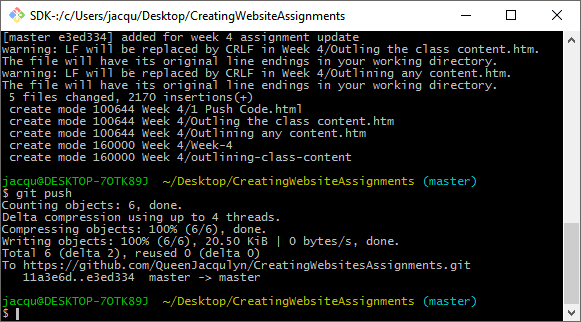 SDK-:/c/Users/jacqu/Desktop/CreatingWebsiteAssignments
[master e3ed334] added for week 4 assignment update
warning: LF will be replaced by CRLF in Week 4/Outling the class content.htm.
The file will have its original line endings in your working directory.
warning: LF will be replaced by CRLF in Week 4/Outlining any content.htm.
The file will have its original line endings in your working directory.
 5 files changed, 2170 insertions(+)
 create mode 100644 Week 4/1 Push Code.html
 create mode 100644 Week 4/Outling the class content.htm
 create mode 100644 Week 4/Outlining any content.htm
 create mode 160000 Week 4/Week-4
 create mode 160000 Week 4/outlining-class-content
jacqu@DESKTOP-7OTK89J ~/Desktop/CreatingWebsiteAssignments (master)
$ git push
Counting objects: 6, done.
Delta compression using up to 4 threads.
Compressing objects: 100% (6/6), done.
Writing objects: 100% (6/6), 20.50 KiB | 0 bytes/s, done.
Total 6 (delta 2), reused 0 (delta 0)
To https://github.com/QueenJacqulyn/CreatingWebsitesAssignments.git
   11a3e6d..e3ed334  master -> master
jacqu@DESKTOP-7OTK89J ~/Desktop/CreatingWebsiteAssignments (master)
$